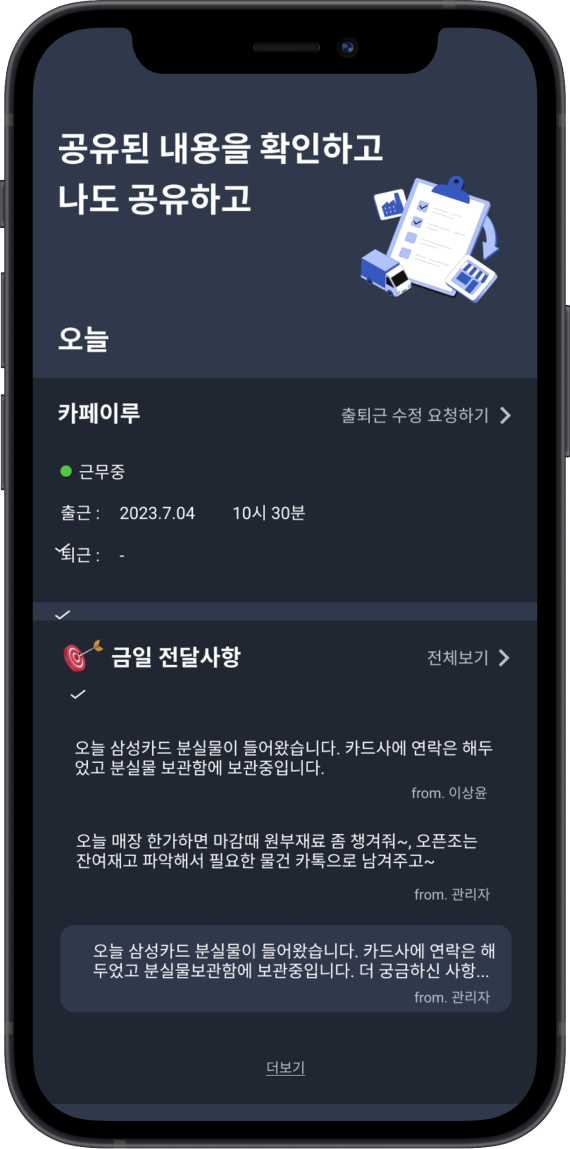 공유된 내용을 확인하고
나도 공유하고
오늘
카페이루
출퇴근 수정 요청하기
근무중
출근 : 2023.7.04 10시 30분
퇴근 : -
금일 전달사항
전체보기
오늘 삼성카드 분실물이 들어왔습니다. 카드사에 연락은 해두
었고 분실물 보관함에 보관중입니다.
from. 이상윤
오늘 매장 한가하면 마감때 원부재료 좀 챙겨줘~, 오픈조는
잔여재고 파악해서 필요한 물건 카톡으로 남겨주고~
from. 관리자
오늘 삼성카드 분실물이 들어왔습니다. 카드사에 연락은 해
두었고 분실물보관함에 보관중입니다. 더 궁금하신 사항...
from. 관리자
더보기